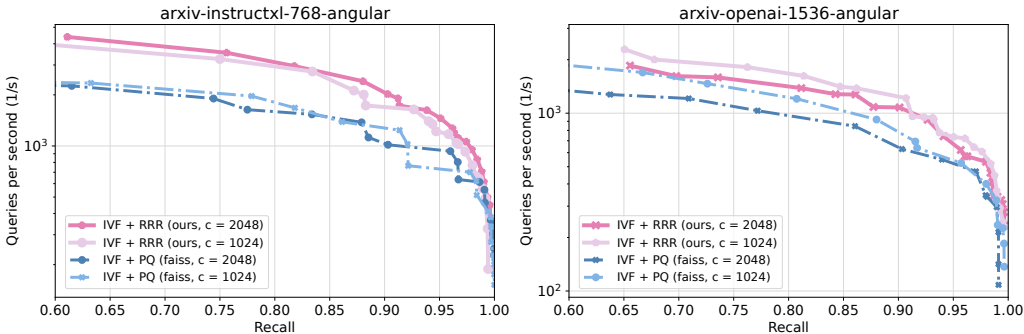 arxiv-instructxl-768-angular
Queries per second (1/s)
10³
IVF + RRR (ours, c = 2048)
IVF + RRR (ours, c = 1024)
IVF + PQ (faiss, c = 2048)
IVF + PQ (faiss, c = 1024)
0.60 0.65 0.70 0.75 0.80 0.85 0.90 0.95 1.00
Recall
arxiv-openai-1536-angular
Queries per second (1/s)
10³
10²
IVF + RRR (ours, c = 2048)
IVF + RRR (ours, c = 1024)
IVF + PQ (faiss, c = 2048)
IVF + PQ (faiss, c = 1024)
0.60 0.65 0.70 0.75 0.80 0.85 0.90 0.95 1.00
Recall